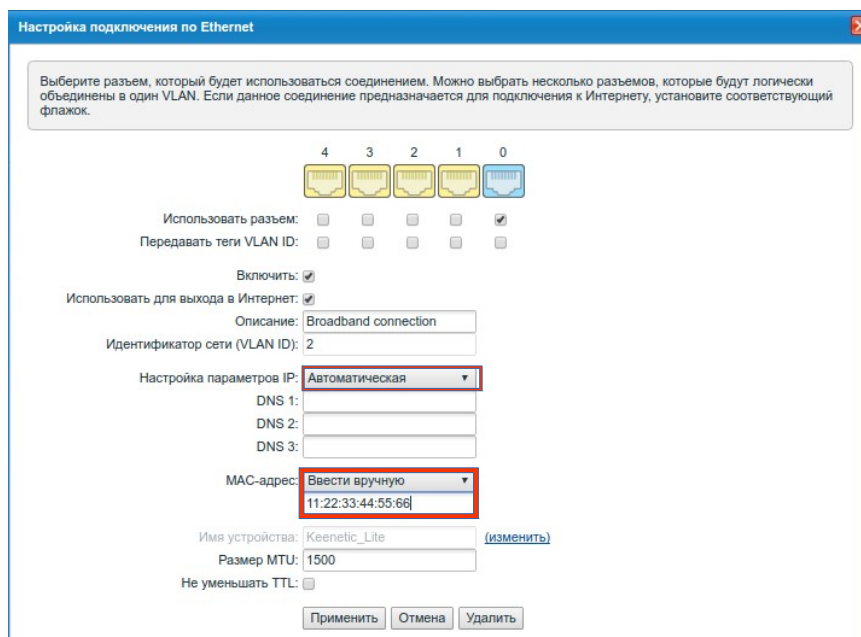 Настройка подключения по Ethernet
Выберите разъем, который будет использоваться соединением. Можно выбрать несколько разъемов, которые будут логически
объединены в один VLAN. Если данное соединение предназначается для подключения к Интернету, установите соответствующий
флажок.
4 3 2 1 0
Использовать разъем:
Передавать теги VLAN ID:
Включить:
Использовать для выхода в Интернет:
Описание: Broadband connection
Идентификатор сети (VLAN ID): 2
Настройка параметров IP: Автоматическая
DNS 1:
DNS 2:
DNS 3:
MAC-адрес: Ввести вручную
11:22:33:44:55:66
Имя устройства: Keenetic_Lite (изменить)
Размер MTU: 1500
Не уменьшать TTL:
Применить Отмена Удалить